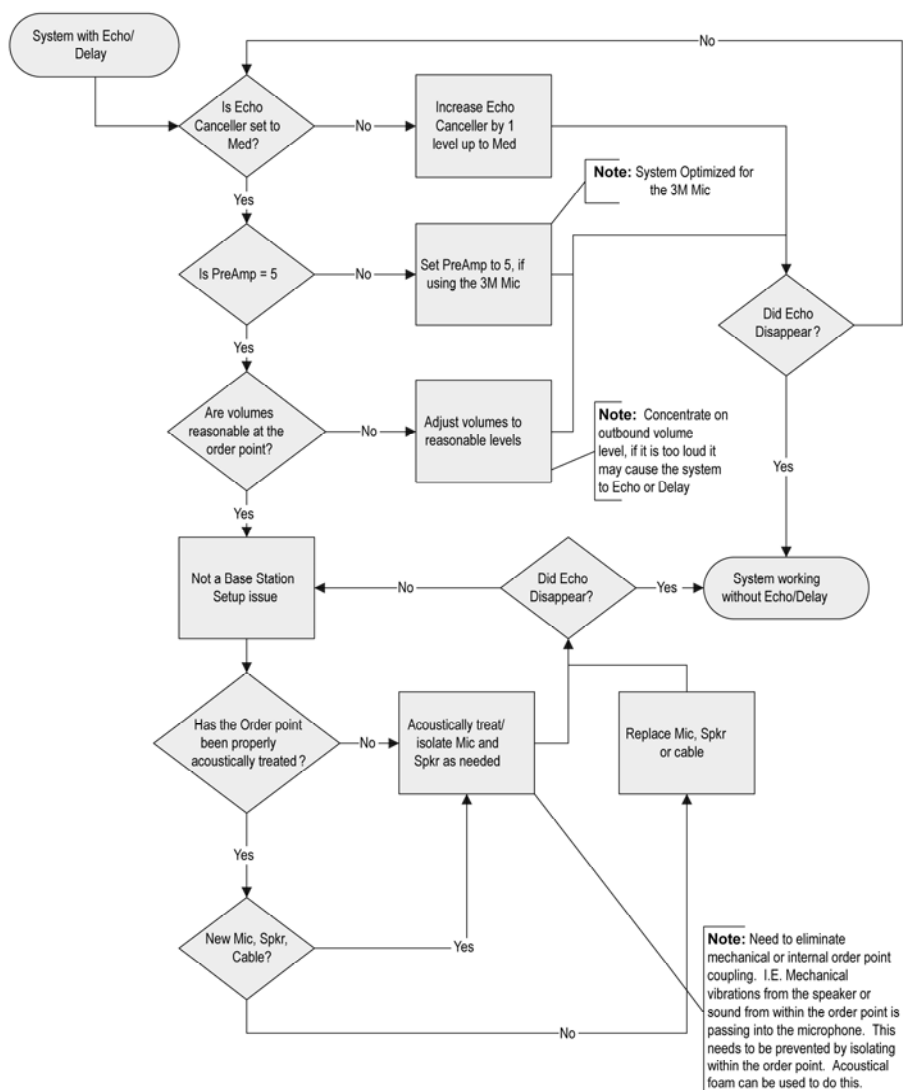 System with Echo/
Delay
No
Is Echo
Canceller set to
Med?
No
Increase Echo
Canceller by 1
level up to Med
Note: System Optimized for
the 3M Mic
Yes
Is PreAmp = 5
No
Set PreAmp to 5, if
using the 3M Mic
Did Echo
Disappear?
Yes
Are volumes
reasonable at the
order point?
No
Adjust volumes to
reasonable levels
Note: Concentrate on
outbound volume
level, if it is too loud it
may cause the system
to Echo or Delay
Yes
Yes
Not a Base Station
Setup issue
No
Did Echo
Disappear?
Yes
System working
without Echo/Delay
Has the Order point
been properly
acoustically treated?
No
Acoustically treat/
isolate Mic and
Spkr as needed
Replace Mic, Spkr
or cable
Yes
New Mic, Spkr,
Cable?
Yes
No
Note: Need to eliminate
mechanical or internal order point
coupling. I.E. Mechanical
vibrations from the speaker or
sound from within the order point is
passing into the microphone. This
needs to be prevented by isolating
within the order point. Acoustical
foam can be used to do this.